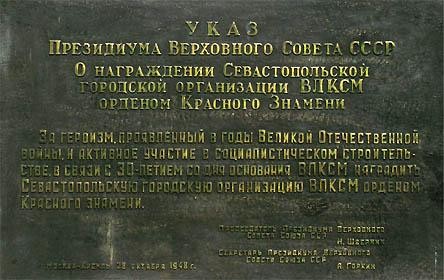 УКАЗ
Президиума Верховного Совета СССР
О награждении Севастопольской
городской организации ВЛКСМ
орденом Красного Знамени
За героизм, проявленный в годы Великой Отечественной
войны, и активное участие в социалистическом строитель-
стве, в связи с 30-летием со дня основания ВЛКСМ наградить
Севастопольскую городскую организацию ВЛКСМ орденом
Красного Знамени.
Председатель Президиума Верховного
Совета Союза ССР
Н. Шверник
Секретарь Президиума Верховного
Совета Союза ССР
А. Горкин
Москва-Кремль 28 октября 1948 г.